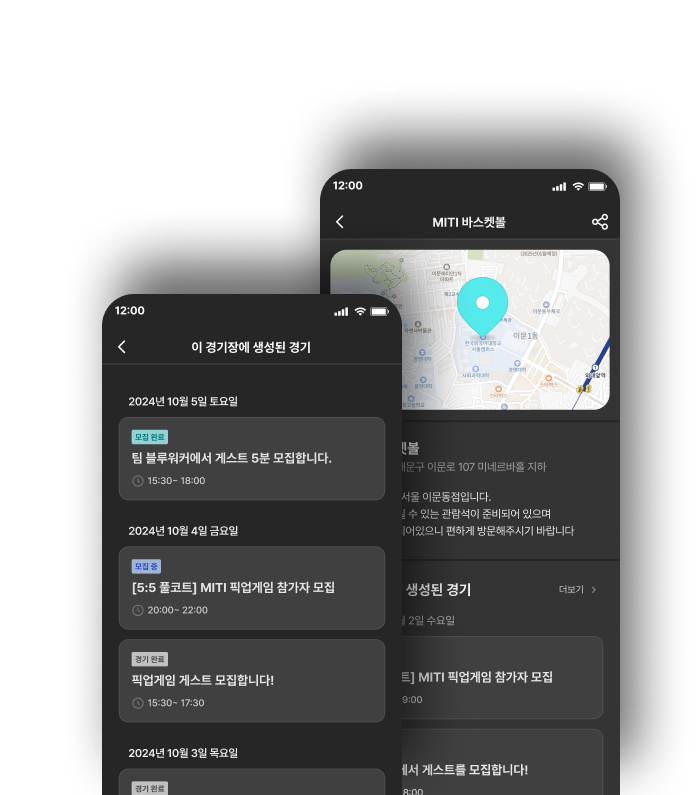 12:00
MITI 바스켓볼
이문1동
외대앞역
켓볼
대문구 이문로 107 미네르바홀 지하
서울 이문동점입니다.
수 있는 관람석이 준비되어 있으며
어있으니 편하게 방문해주시기 바랍니다
생성된 경기
더보기
2일 수요일
트] MITI 픽업게임 참가자 모집
9:00
에서 게스트를 모집합니다!
8:00
12:00
이 경기장에 생성된 경기
2024년 10월 5일 토요일
모집 완료
팀 블루워커에서 게스트 5분 모집합니다.
15:30~ 18:00
2024년 10월 4일 금요일
모집 중
[5:5 풀코트] MITI 픽업게임 참가자 모집
20:00~ 22:00
경기 완료
픽업게임 게스트 모집합니다!
15:30~ 17:30
2024년 10월 3일 목요일
경기 완료